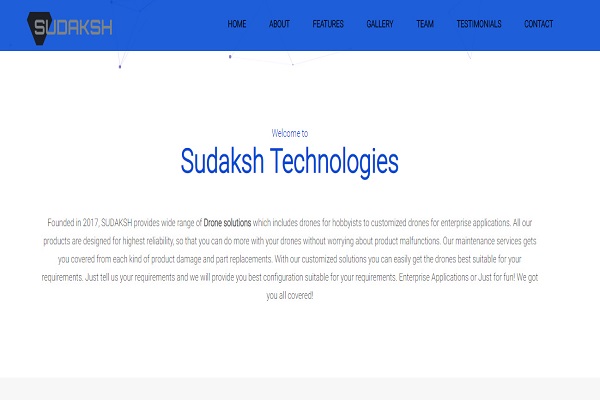 SUDAKSH
HOME ABOUT FEATURES GALLERY TEAM TESTIMONIALS CONTACT
Welcome to
Sudaksh Technologies
Founded in 2017, SUDAKSH provides wide range of Drone solutions which includes drones for hobbyists to customized drones for enterprise applications. All our
products are designed for highest reliability, so that you can do more with your drones without worrying about product malfunctions. Our maintenance services gets
you covered from each kind of product damage and part replacements. With our customized solutions you can easily get the drones best suitable for your
requirements. Just tell us your requirements and we will provide you best configuration suitable for your requirements. Enterprise Applications or Just for fun! We got
you all covered!